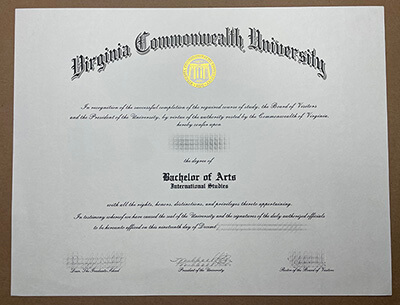 Virginia Commonwealth University
In recognition of the successful completion of the required course of study, the Board of Visitors
and the President of the University, by virtue of the authority vested by the Commonwealth of Virginia,
hereby confer upon
the degree of
Bachelor of Arts
International Studies
with all the rights, honors, distinctions, and privileges thereto appertaining.
In testimony whereof we have caused the seal of the University and the signatures of the duly authorized officials
to be hereunto affixed on this nineteenth day of
President of the University
Rector of the Board of Visitors